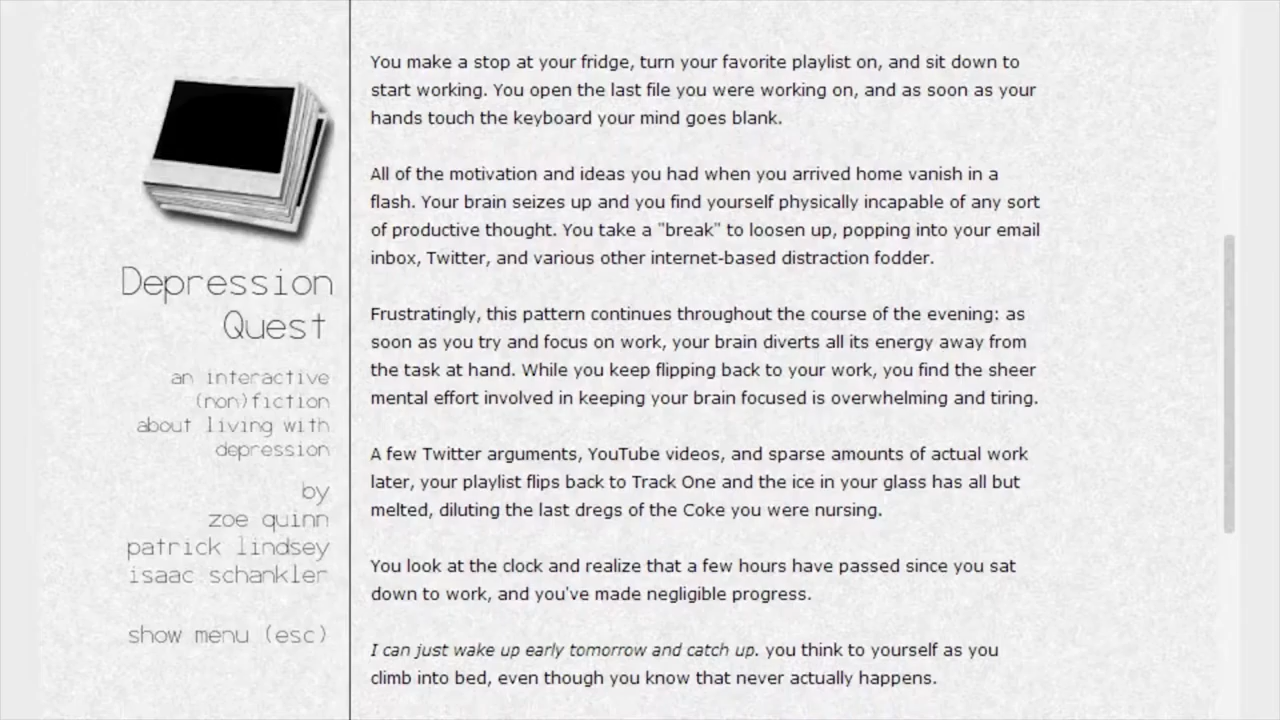 Depression
Quest
an interactive
(non)fiction
about living with
depression
by
zoe quinn
patrick lindsey
isaac schankler
show menu (esc)
You make a stop at your fridge, turn your favorite playlist on, and sit down to
start working. You open the last file you were working on, and as soon as your
hands touch the keyboard your mind goes blank.
All of the motivation and ideas you had when you arrived home vanish in a
flash. Your brain seizes up and you find yourself physically incapable of any sort
of productive thought. You take a "break" to loosen up, popping into your email
inbox, Twitter, and various other internet-based distraction fodder.
Frustratingly, this pattern continues throughout the course of the evening: as
soon as you try and focus on work, your brain diverts all its energy away from
the task at hand. While you keep flipping back to your work, you find the sheer
mental effort involved in keeping your brain focused is overwhelming and tiring.
A few Twitter arguments, YouTube videos, and sparse amounts of actual work
later, your playlist flips back to Track One and the ice in your glass has all but
melted, diluting the last dregs of the Coke you were nursing.
You look at the clock and realize that a few hours have passed since you sat
down to work, and you've made negligible progress.
I can just wake up early tomorrow and catch up. you think to yourself as you
climb into bed, even though you know that never actually happens.